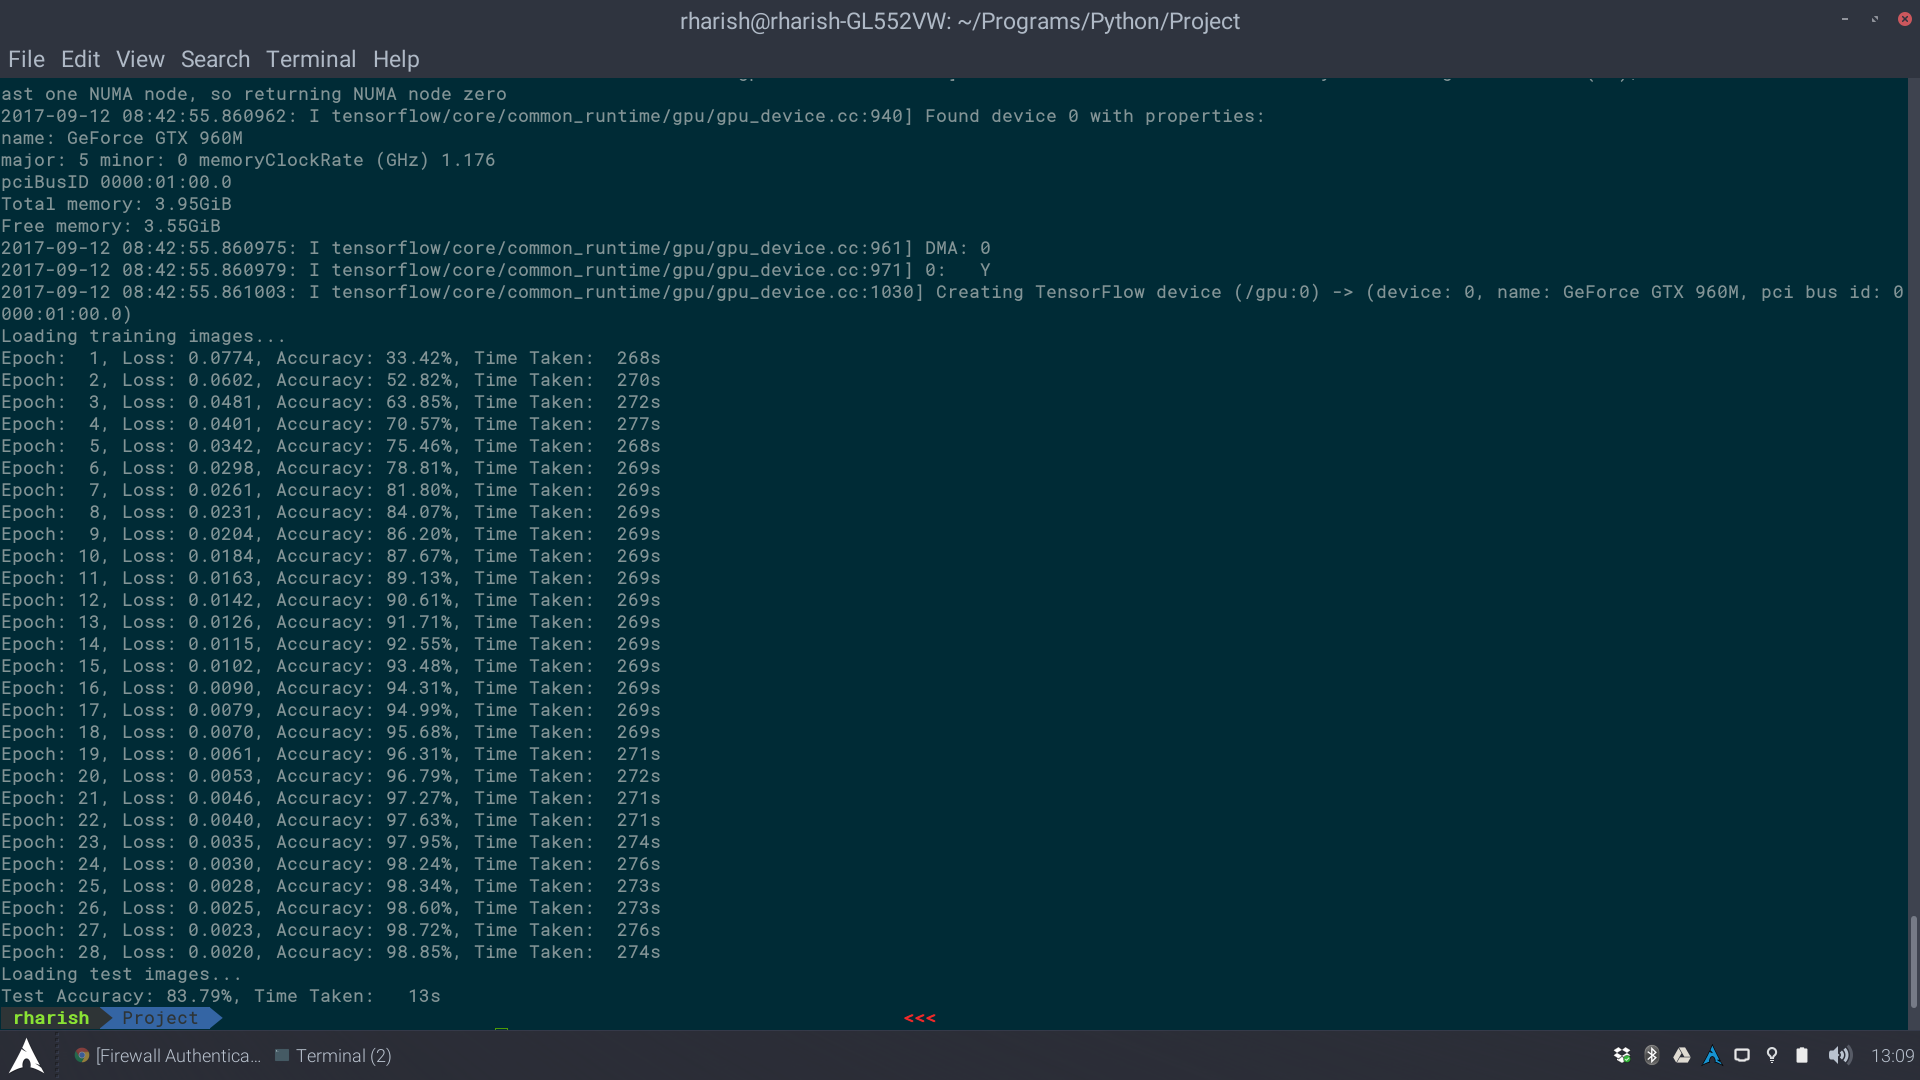 rharish@rharish-GL552VW: ~/Programs/Python/Project
File Edit View Search Terminal Help
ast one NUMA node, so returning NUMA node zero
2017-09-12 08:42:55.860962: I tensorflow/core/common_runtime/gpu/gpu_device.cc:940] Found device 0 with properties:
name: GeForce GTX 960M
major: 5 minor: 0 memoryClockRate (GHz) 1.176
pciBusID 0000:01:00.0
Total memory: 3.95GiB
Free memory: 3.55GiB
2017-09-12 08:42:55.860975: I tensorflow/core/common_runtime/gpu/gpu_device.cc:961] DMA: 0
2017-09-12 08:42:55.860979: I tensorflow/core/common_runtime/gpu/gpu_device.cc:971] 0:   Y
2017-09-12 08:42:55.861003: I tensorflow/core/common_runtime/gpu/gpu_device.cc:1030] Creating TensorFlow device (/gpu:0) -> (device: 0, name: GeForce GTX 960M, pci bus id: 0
000:01:00.0)
Loading training images...
Epoch:  1, Loss: 0.0774, Accuracy: 33.42%, Time Taken:  268s
Epoch:  2, Loss: 0.0602, Accuracy: 52.82%, Time Taken:  270s
Epoch:  3, Loss: 0.0481, Accuracy: 63.85%, Time Taken:  272s
Epoch:  4, Loss: 0.0401, Accuracy: 70.57%, Time Taken:  277s
Epoch:  5, Loss: 0.0342, Accuracy: 75.46%, Time Taken:  268s
Epoch:  6, Loss: 0.0298, Accuracy: 78.81%, Time Taken:  269s
Epoch:  7, Loss: 0.0261, Accuracy: 81.80%, Time Taken:  269s
Epoch:  8, Loss: 0.0231, Accuracy: 84.07%, Time Taken:  269s
Epoch:  9, Loss: 0.0204, Accuracy: 86.20%, Time Taken:  269s
Epoch: 10, Loss: 0.0184, Accuracy: 87.67%, Time Taken:  269s
Epoch: 11, Loss: 0.0163, Accuracy: 89.13%, Time Taken:  269s
Epoch: 12, Loss: 0.0142, Accuracy: 90.61%, Time Taken:  269s
Epoch: 13, Loss: 0.0126, Accuracy: 91.71%, Time Taken:  269s
Epoch: 14, Loss: 0.0115, Accuracy: 92.55%, Time Taken:  269s
Epoch: 15, Loss: 0.0102, Accuracy: 93.48%, Time Taken:  269s
Epoch: 16, Loss: 0.0090, Accuracy: 94.31%, Time Taken:  269s
Epoch: 17, Loss: 0.0079, Accuracy: 94.99%, Time Taken:  269s
Epoch: 18, Loss: 0.0070, Accuracy: 95.68%, Time Taken:  269s
Epoch: 19, Loss: 0.0061, Accuracy: 96.31%, Time Taken:  271s
Epoch: 20, Loss: 0.0053, Accuracy: 96.79%, Time Taken:  272s
Epoch: 21, Loss: 0.0046, Accuracy: 97.27%, Time Taken:  271s
Epoch: 22, Loss: 0.0040, Accuracy: 97.63%, Time Taken:  271s
Epoch: 23, Loss: 0.0035, Accuracy: 97.95%, Time Taken:  274s
Epoch: 24, Loss: 0.0030, Accuracy: 98.24%, Time Taken:  276s
Epoch: 25, Loss: 0.0028, Accuracy: 98.34%, Time Taken:  273s
Epoch: 26, Loss: 0.0025, Accuracy: 98.60%, Time Taken:  273s
Epoch: 27, Loss: 0.0023, Accuracy: 98.72%, Time Taken:  276s
Epoch: 28, Loss: 0.0020, Accuracy: 98.85%, Time Taken:  274s
Loading test images...
Test Accuracy: 83.79%, Time Taken:   13s
rharish Project <<<
[Firewall Authentica... Terminal (2) 13:09